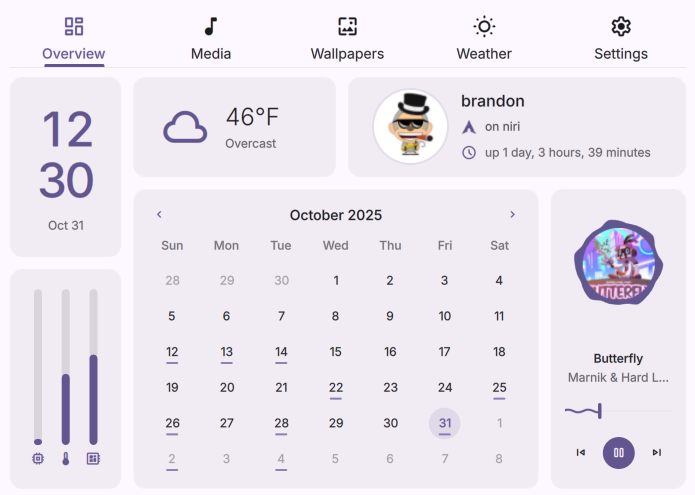 Overview Media Wallpapers Weather Settings
12
30
Oct 31
46°F
Overcast
brandon
on niri
up 1 day, 3 hours, 39 minutes
October 2025
Sun Mon Tue Wed Thu Fri Sat
28 29 30 1 2 3 4
5 6 7 8 9 10 11
12 13 14 15 16 17 18
19 20 21 22 23 24 25
26 27 28 29 30 31 1
2 3 4 5 6 7 8
Butterfly
Marnik & Hard L...